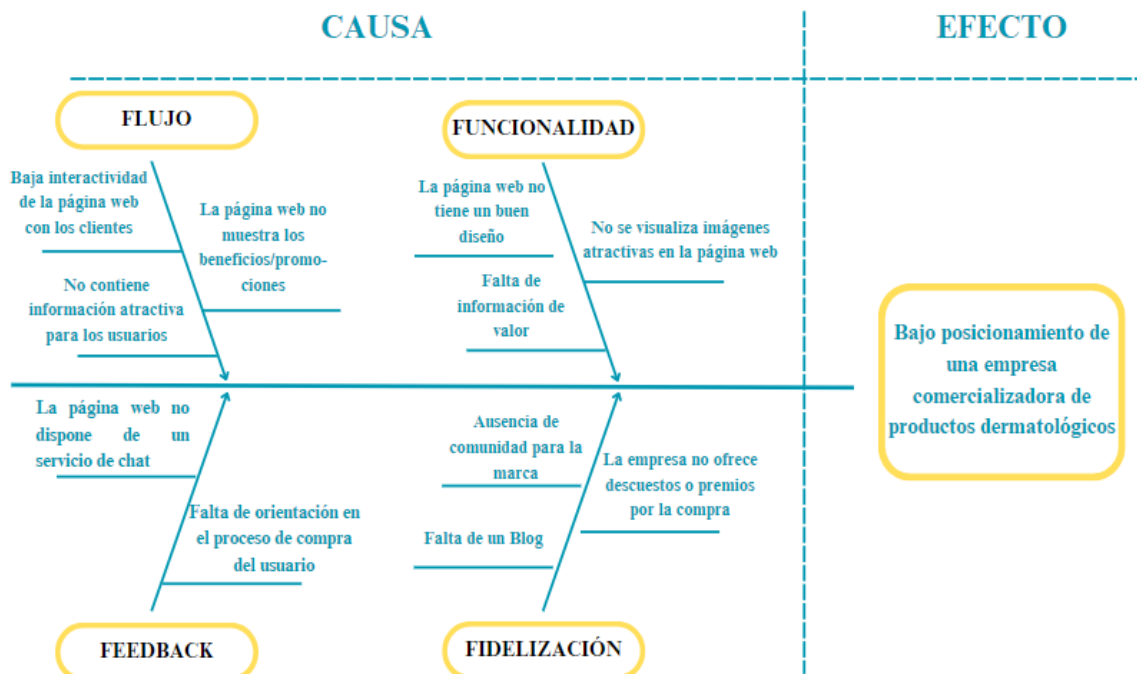 CAUSA
EFECTO
FLUJO
FUNCIONALIDAD
Baja interactividad
de la página web
con los clientes
La página web no
muestra los
beneficios/promo-
ciones
No contiene
información atractiva
para los usuarios
La página web no
tiene un buen
diseño
No se visualiza imágenes
atractivas en la página web
Falta de
información de
valor
Bajo posicionamiento de
una empresa
comercializadora de
productos dermatológicos
La página web no
dispone de un
servicio de chat
Falta de orientación en
el proceso de compra
del usuario
Ausencia de
comunidad para la
marca
La empresa no ofrece
descuestos o premios
por la compra
Falta de un Blog
FEEDBACK
FIDELIZACIÓN